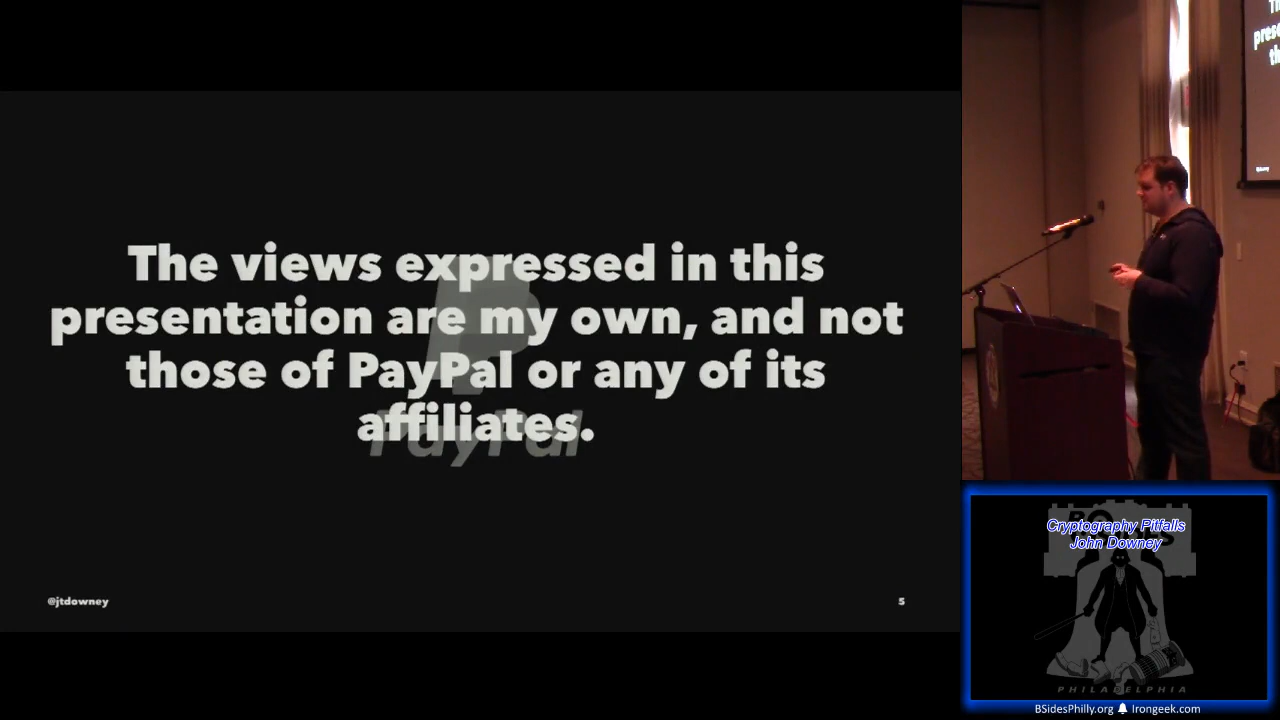 The views expressed in this
presentation are my own, and not
those of PayPal or any of its
affiliates.
PayPal
@jtdowney
5
Cryptography Pitfalls
John Downey
PHILADELPHIA
BSidesPhilly.org
Irongeek.com